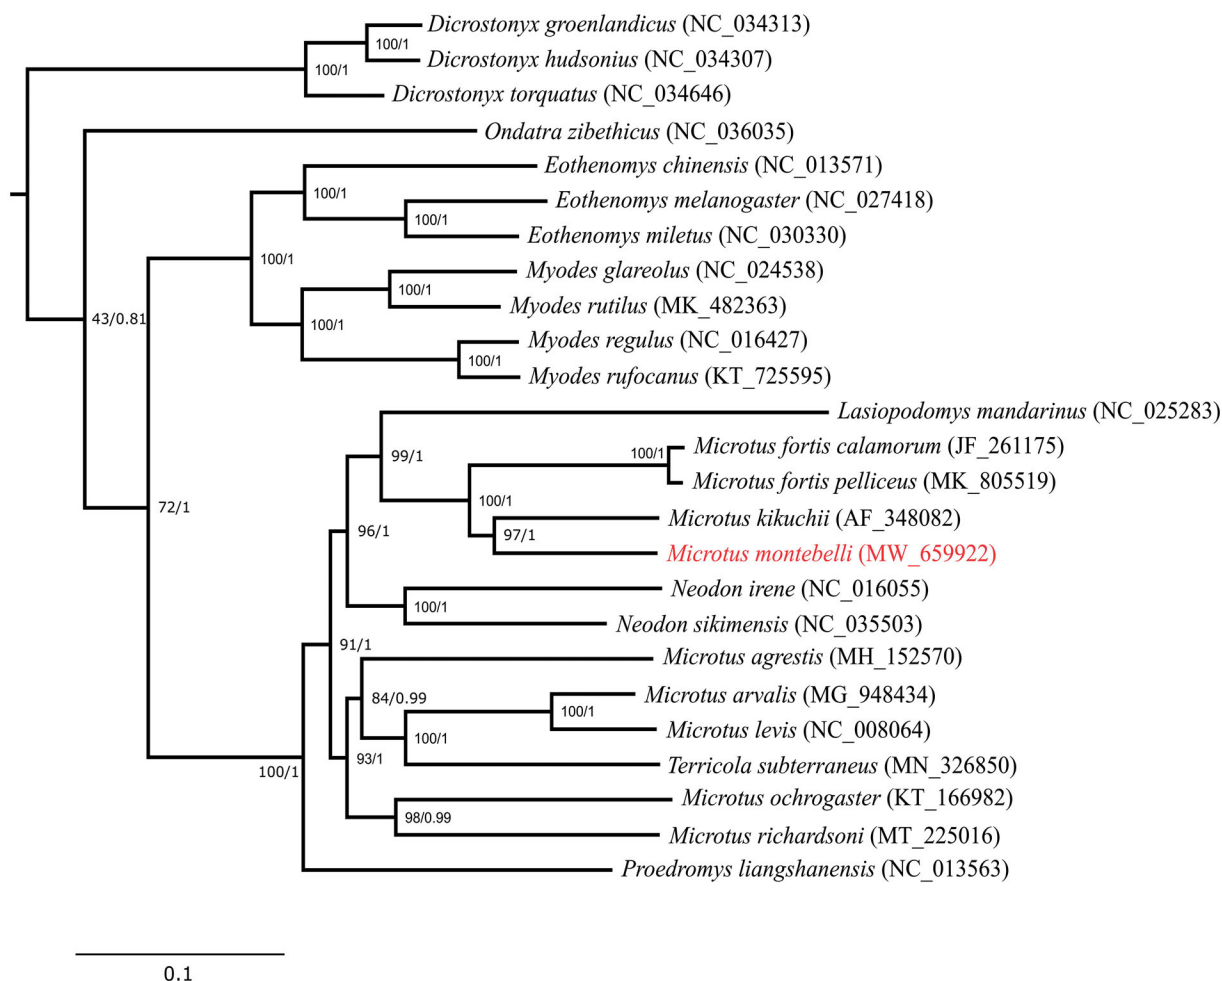 Dicrostonyx groenlandicus (NC_034313)
100/1
Dicrostonyx hudsonius (NC_034307)
100/1
Dicrostonyx torquatus (NC_034646)
Ondatra zibethicus (NC_036035)
Eothenomys chinensis (NC_013571)
100/1
Eothenomys melanogaster (NC_027418)
100/1
Eothenomys miletus (NC_030330)
100/1
Myodes glareolus (NC_024538)
100/1
Myodes rutilus (MK_482363)
43/0.81
100/1
Myodes regulus (NC_016427)
100/1
Myodes rufocanus (KT_725595)
Lasiopodomys mandarinus (NC_025283)
Microtus fortis calamorum (JF_261175)
100/1
99/1
Microtus fortis pelliceus (MK_805519)
100/1
72/1
Microtus kikuchii (AF_348082)
96/1
97/1
Microtus montebelli (MW_659922)
Neodon irene (NC_016055)
100/1
Neodon sikimensis (NC_035503)
91/1
Microtus agrestis (MH_152570)
84/0.99
Microtus arvalis (MG_948434)
100/1
Microtus levis (NC_008064)
100/1
93/1
Terricola subterraneus (MN_326850)
100/1
Microtus ochrogaster (KT_166982)
98/0.99
Microtus richardsoni (MT_225016)
Proedromys liangshanensis (NC_013563)
0.1